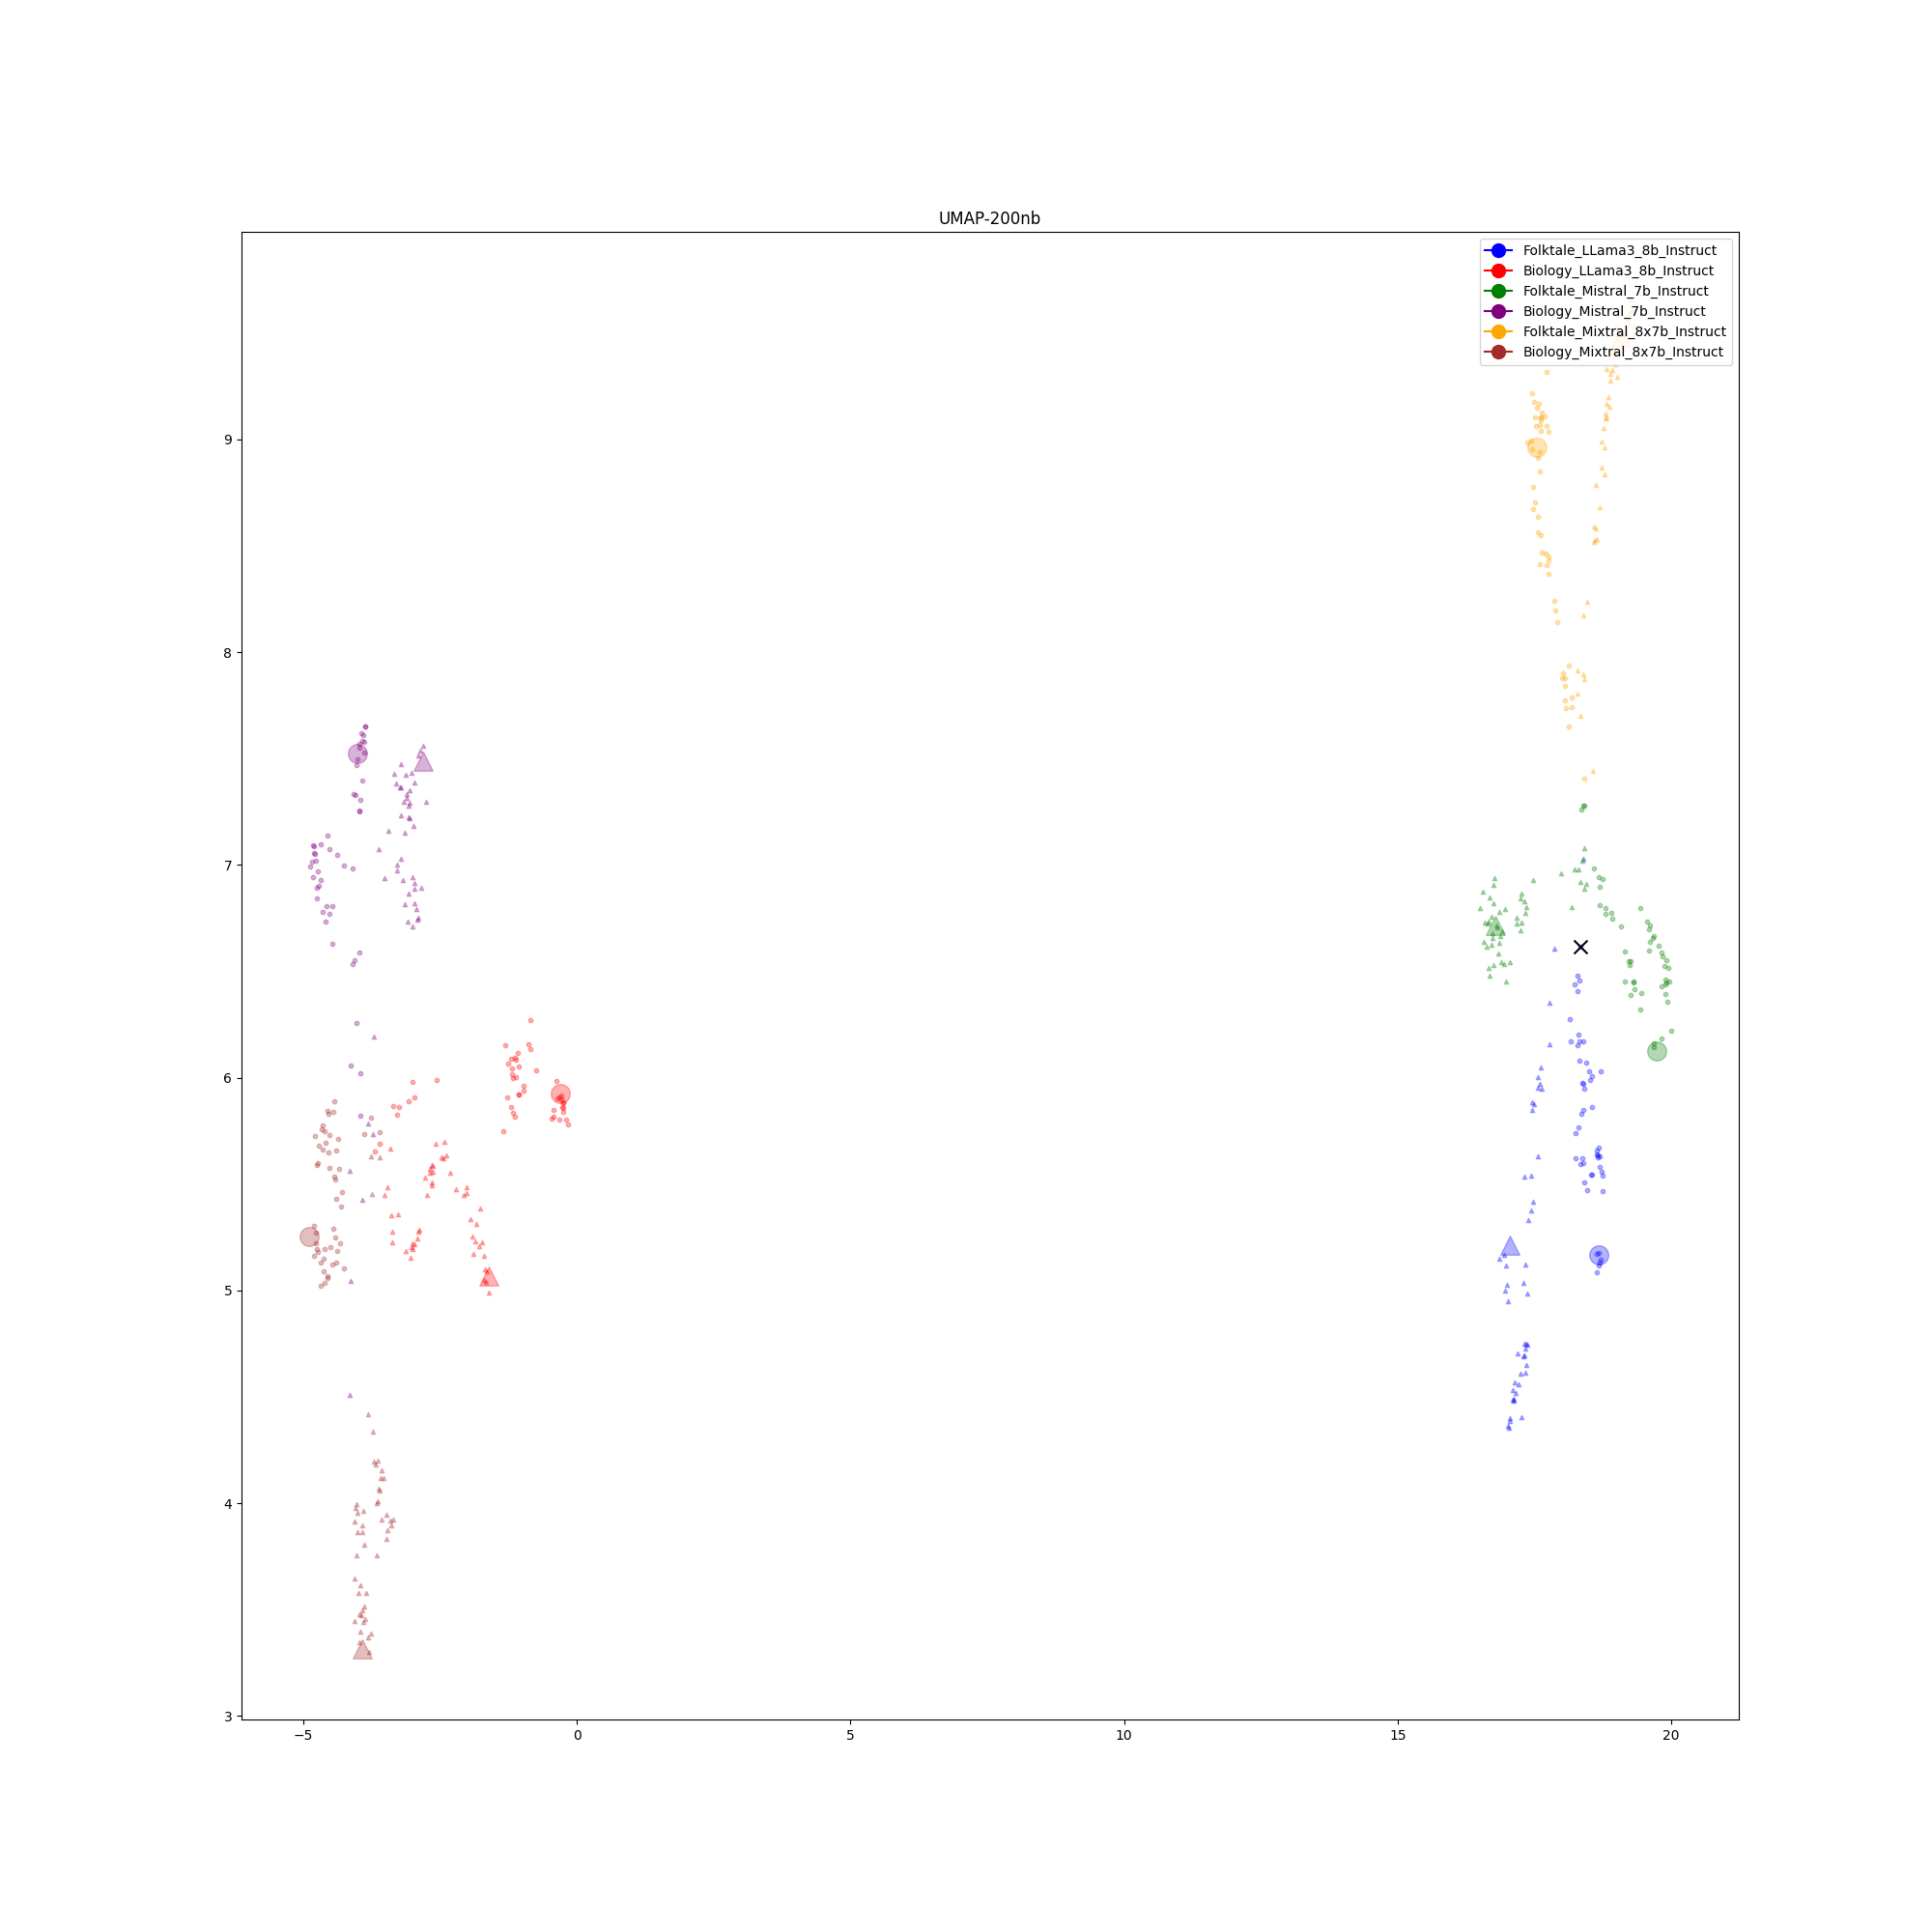 UMAP-200nb
Folktale_LLama3_8b_Instruct
Biology_LLama3_8b_Instruct
Folktale_Mistral_7b_Instruct
Biology_Mistral_7b_Instruct
Folktale_Mixtral_8x7b_Instruct
Biology_Mixtral_8x7b_Instruct
9
8
7
6
5
4
3
−5 0 5 10 15 20